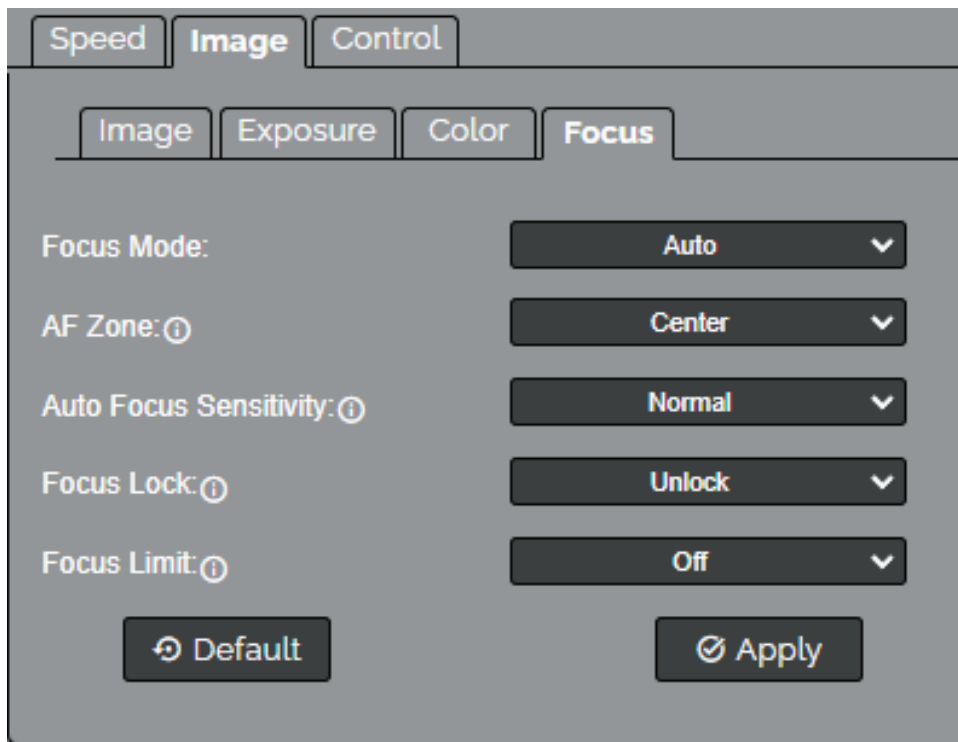 Speed Image Control
Image Exposure Color Focus
Focus Mode: Auto
AF Zone: Center
Auto Focus Sensitivity: Normal
Focus Lock: Unlock
Focus Limit: Off
Default Apply